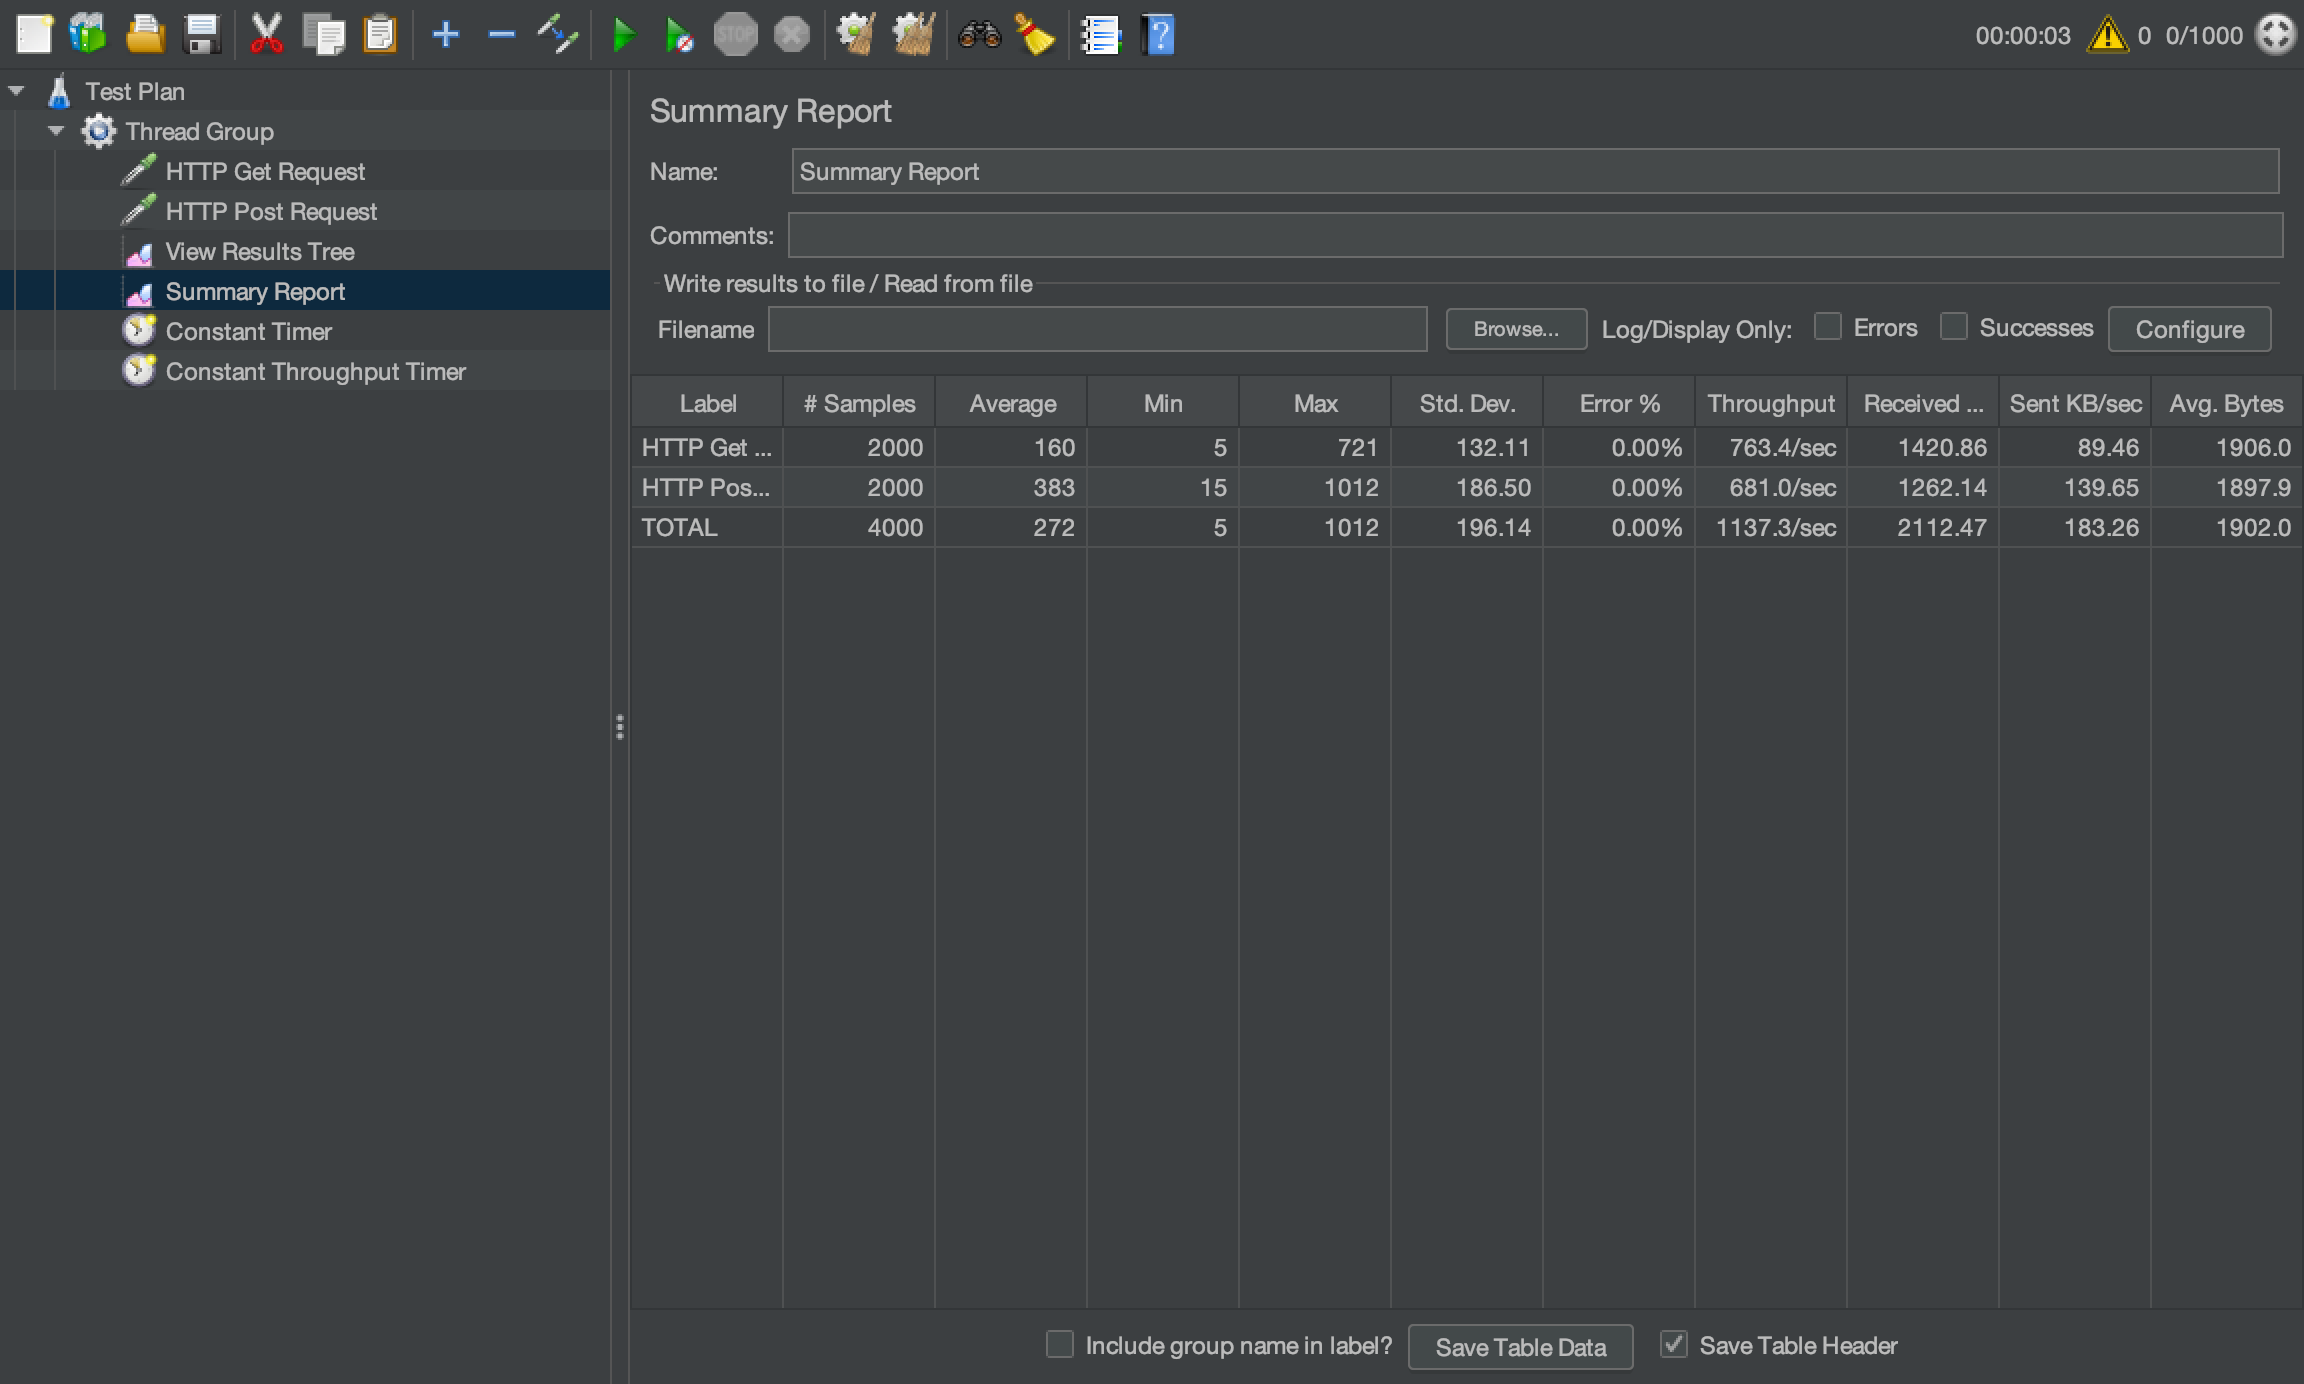 STOP
00:00:03 0 0/1000
Test Plan
Thread Group
HTTP Get Request
HTTP Post Request
View Results Tree
Summary Report
Constant Timer
Constant Throughput Timer
Summary Report
Name: Summary Report
Comments:
Write results to file / Read from file
Filename Browse... Log/Display Only: Errors Successes Configure
Label # Samples Average Min Max Std. Dev. Error % Throughput Received ... Sent KB/sec Avg. Bytes
HTTP Get ... 2000 160 5 721 132.11 0.00% 763.4/sec 1420.86 89.46 1906.0
HTTP Pos... 2000 383 15 1012 186.50 0.00% 681.0/sec 1262.14 139.65 1897.9
TOTAL 4000 272 5 1012 196.14 0.00% 1137.3/sec 2112.47 183.26 1902.0
Include group name in label? Save Table Data Save Table Header